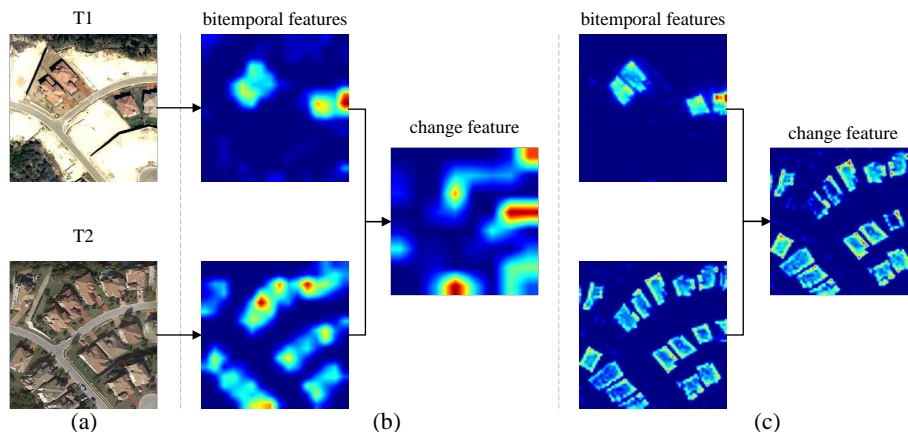 T1
bitemporal features
bitemporal features
change feature
change feature
T2
(a)
(b)
(c)